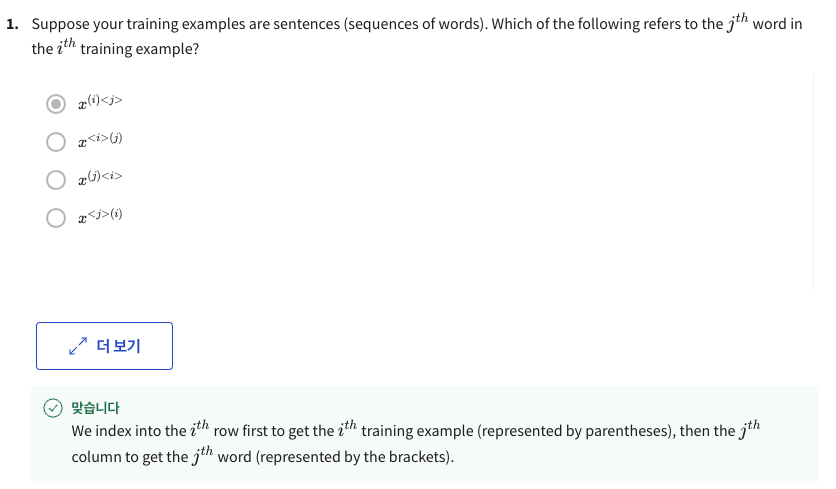 1. Suppose your training examples are sentences (sequences of words). Which of the following refers to the j^{th} word in
the i^{th} training example?
x^{(i)<j>}
x^{<i>(j)}
x^{(j)<i>}
x^{<j>(i)}
더 보기
맞습니다
We index into the i^{th} row first to get the i^{th} training example (represented by parentheses), then the j^{th}
column to get the j^{th} word (represented by the brackets).